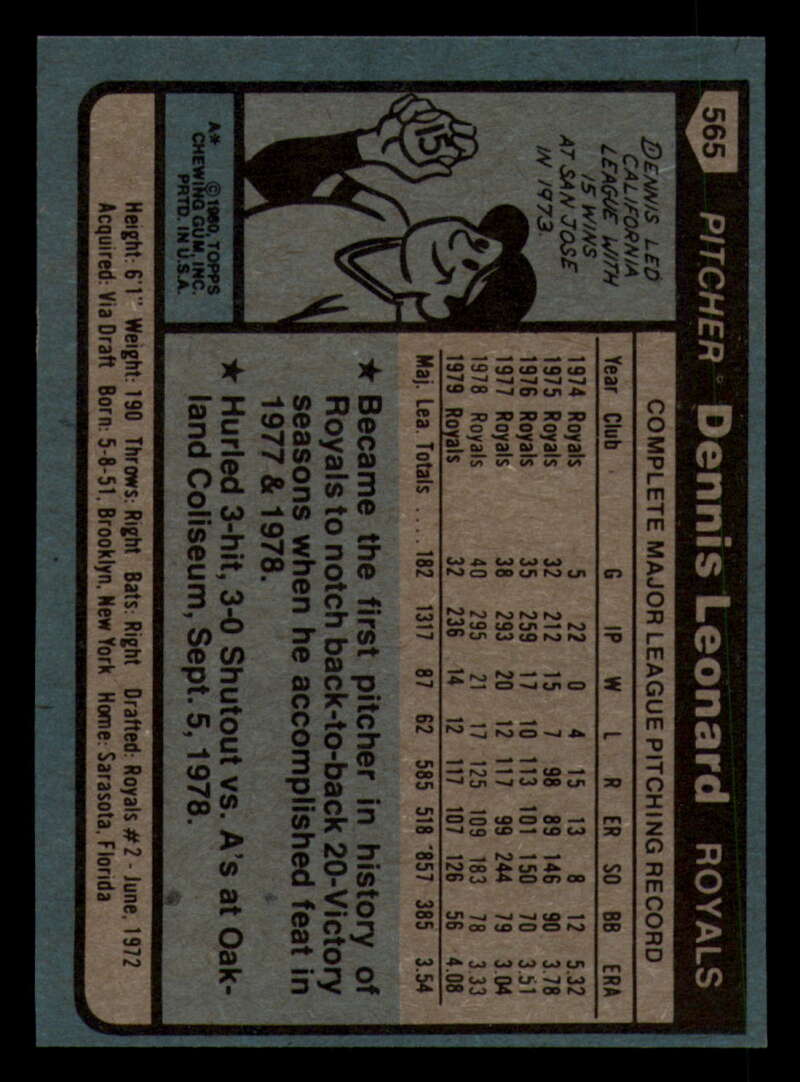 565 PITCHER Dennis Leonard ROYALS
DENNIS LED
CALIFORNIA
LEAGUE WITH
15 WINS
AT SAN JOSE
IN 1973.
15
A* © 1980, TOPPS
CHEWING GUM, INC.
PRTD. IN U.S.A.
COMPLETE MAJOR LEAGUE PITCHING RECORD
Year Club G IP W L R ER SO BB ERA
1974 Royals 5 22 0 4 15 13 8 12 5.32
1975 Royals 32 212 15 7 98 89 146 90 3.78
1976 Royals 35 259 17 10 113 101 150 70 3.51
1977 Royals 38 293 20 12 117 99 244 79 3.04
1978 Royals 40 295 21 17 125 109 183 78 3.33
1979 Royals 32 236 14 12 117 107 126 56 4.08
Maj. Lea. Totals .... 182 1317 87 62 585 518 857 385 3.54
★ Became the first pitcher in history of
Royals to notch back-to-back 20-Victory
seasons when he accomplished feat in
1977 & 1978.
★ Hurled 3-hit, 3-0 Shutout vs. A's at Oak-
land Coliseum, Sept. 5, 1978.
Height: 6'1" Weight: 190 Throws: Right Bats: Right Drafted: Royals #2 - June, 1972
Acquired: Via Draft Born: 5-8-51, Brooklyn, New York Home: Sarasota, Florida